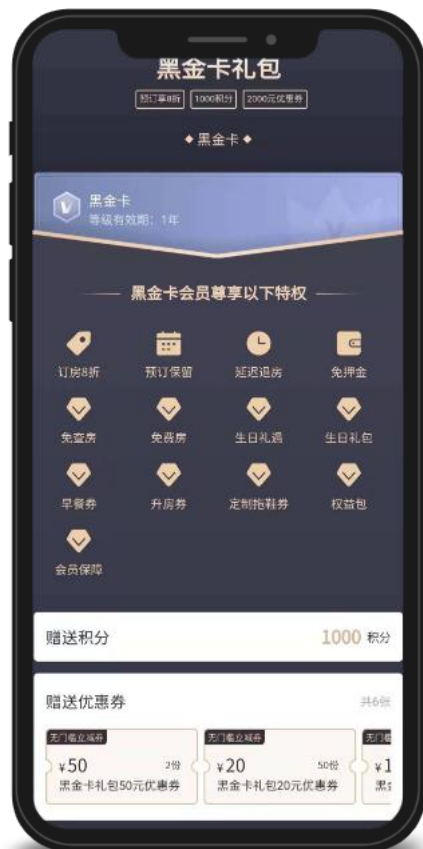 黑金卡礼包
预订享8折 1000积分 2000元优惠券
黑金卡
黑金卡
等级有效期：1年
黑金卡会员尊享以下特权
订房8折 预订保留 延迟退房 免押金
免查房 免费房 生日礼遇 生日礼包
早餐券 升房券 定制拖鞋券 权益包
会员保障
赠送积分 1000 积分
赠送优惠券 共6张
无门槛立减券 无门槛立减券 无门
¥50 2份 ¥20 50份 ¥1
黑金卡礼包50元优惠券 黑金卡礼包20元优惠券 黑